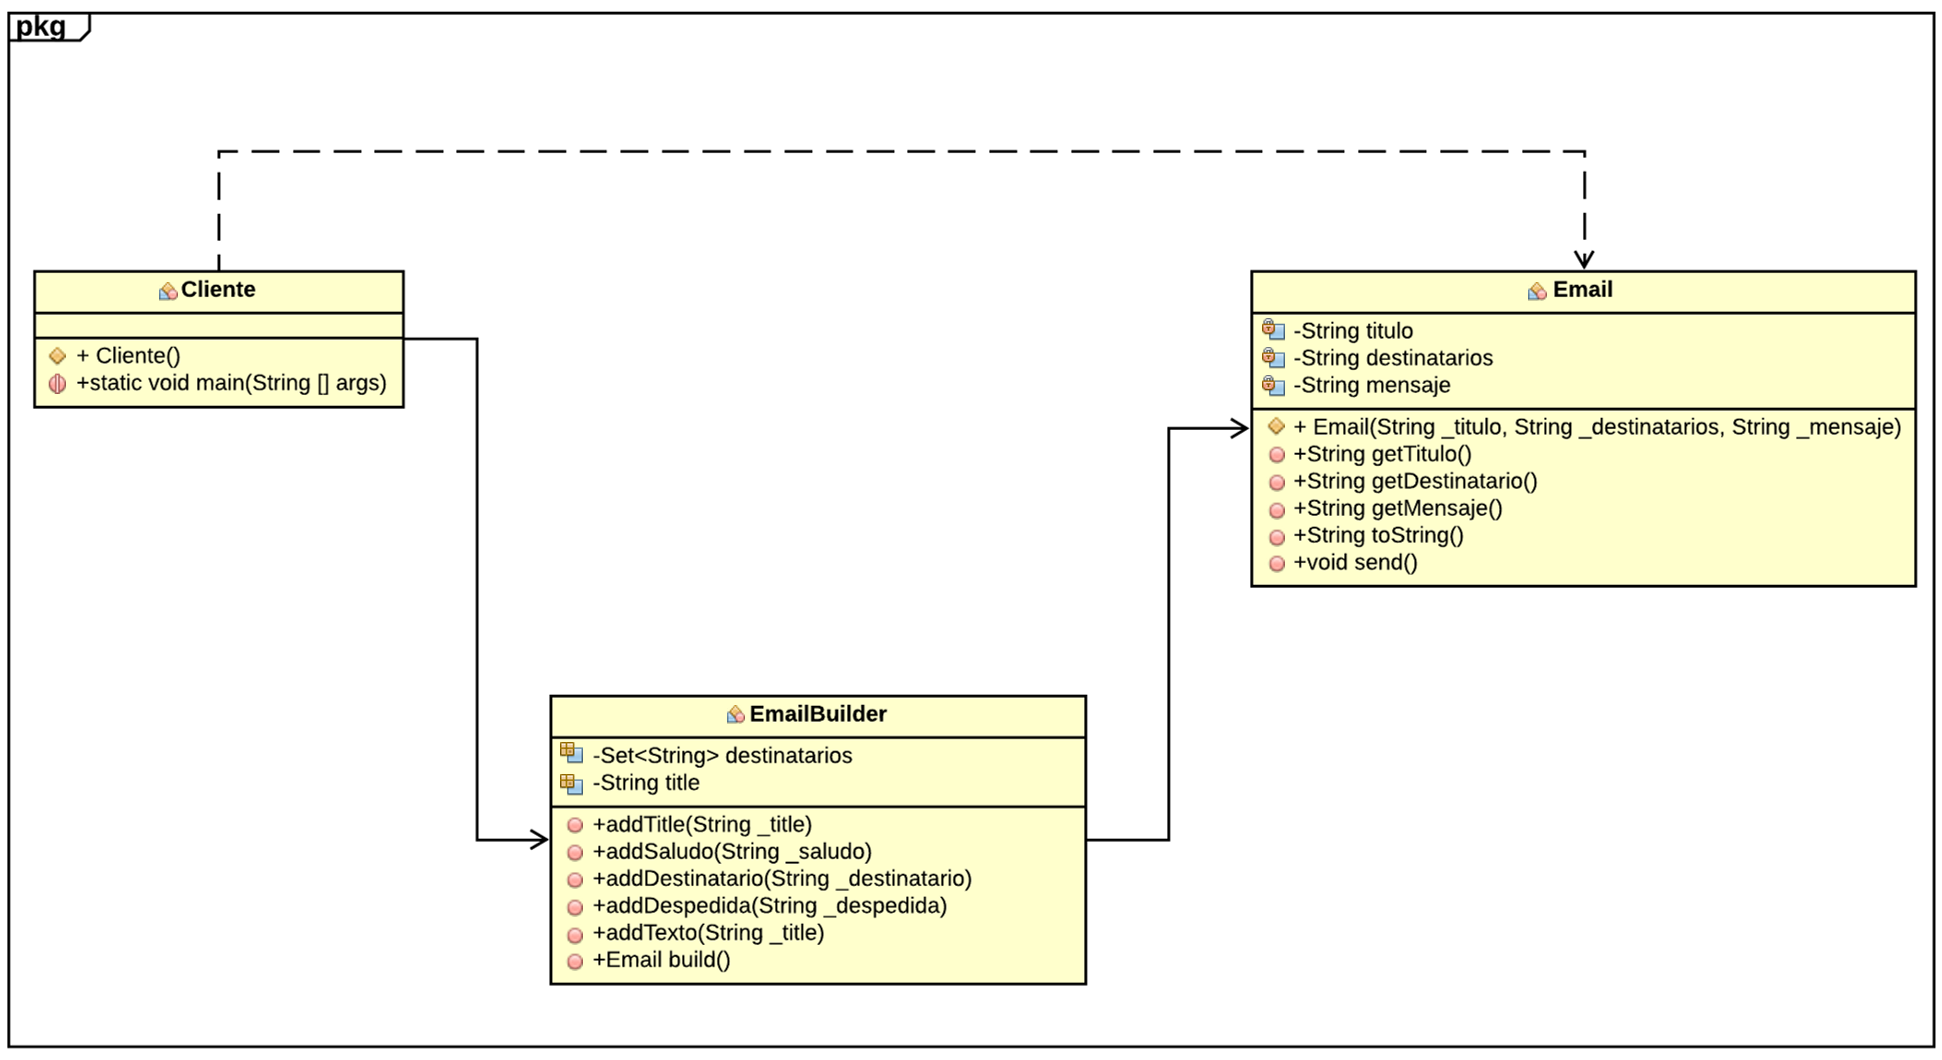 pkg
Cliente
+ Cliente()
+static void main(String [] args)
Email
-String titulo
-String destinatarios
-String mensaje
+ Email(String _titulo, String _destinatarios, String _mensaje)
+String getTitulo()
+String getDestinatario()
+String getMensaje()
+String toString()
+void send()
EmailBuilder
-Set<String> destinatarios
-String title
+addTitle(String _title)
+addSaludo(String _saludo)
+addDestinatario(String _destinatario)
+addDespedida(String _despedida)
+addTexto(String _title)
+Email build()